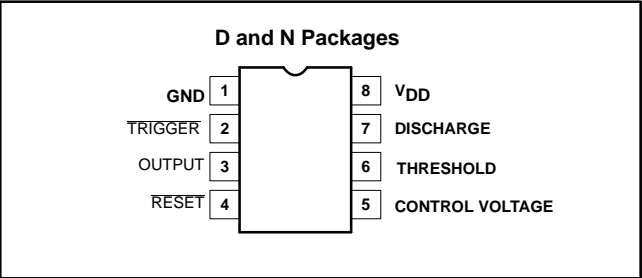 D and N Packages
GND 1 8 VDD
TRIGGER 2 7 DISCHARGE
OUTPUT 3 6 THRESHOLD
RESET 4 5 CONTROL VOLTAGE